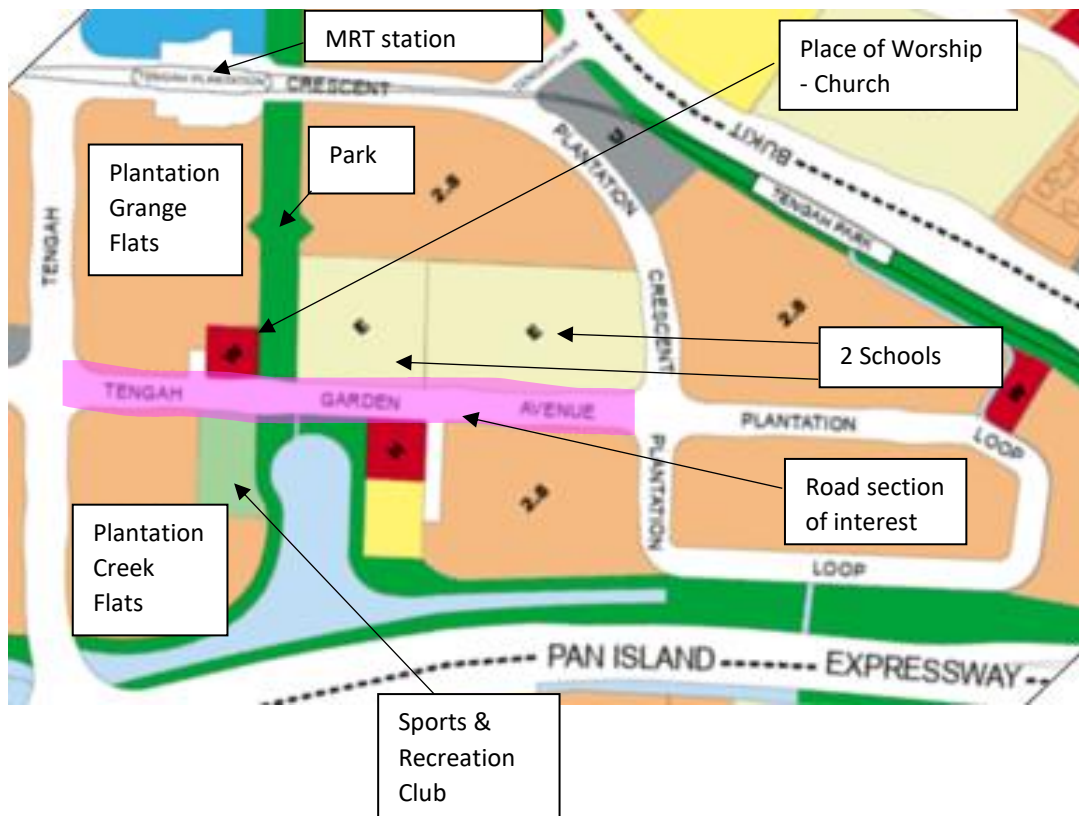 MRT station
Place of Worship
- Church
TENGAH PLANTATION
CRESCENT
PLANTATION
BUKIT
Plantation
Grange
Flats
Park
2.8
TENGAH
TENGAH PARK
CRESCENT
E
E
2.8
2 Schools
W
W
TENGAH
GARDEN
AVENUE
PLANTATION
LOOP
W
2.8
PLANTATION
Road section
of interest
Plantation
Creek
Flats
LOOP
PAN ISLAND
EXPRESSWAY
Sports &
Recreation
Club